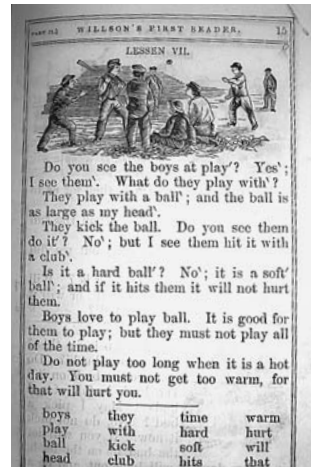 PART II.] WILLSON'S FIRST READER. 15
LESSEN VII.
Do you see the boys at play′? Yes‵;
I see them‵. What do they play with‵?
They play with a ball‵; and the ball is
as large as my head‵.
They kick the ball. Do you see them
do it′? No‵; but I see them hit it with
a club‵.
Is it a hard ball′? No‵; it is a soft′
ball‵; and if it hits them it will not hurt
them.
Boys love to play ball. It is good for
them to play; but they must not play all
of the time.
Do not play too long when it is a hot
day. You must not get too warm, for
that will hurt you.
boys they time warm
play with hard hurt
ball kick soft will
head club hits that